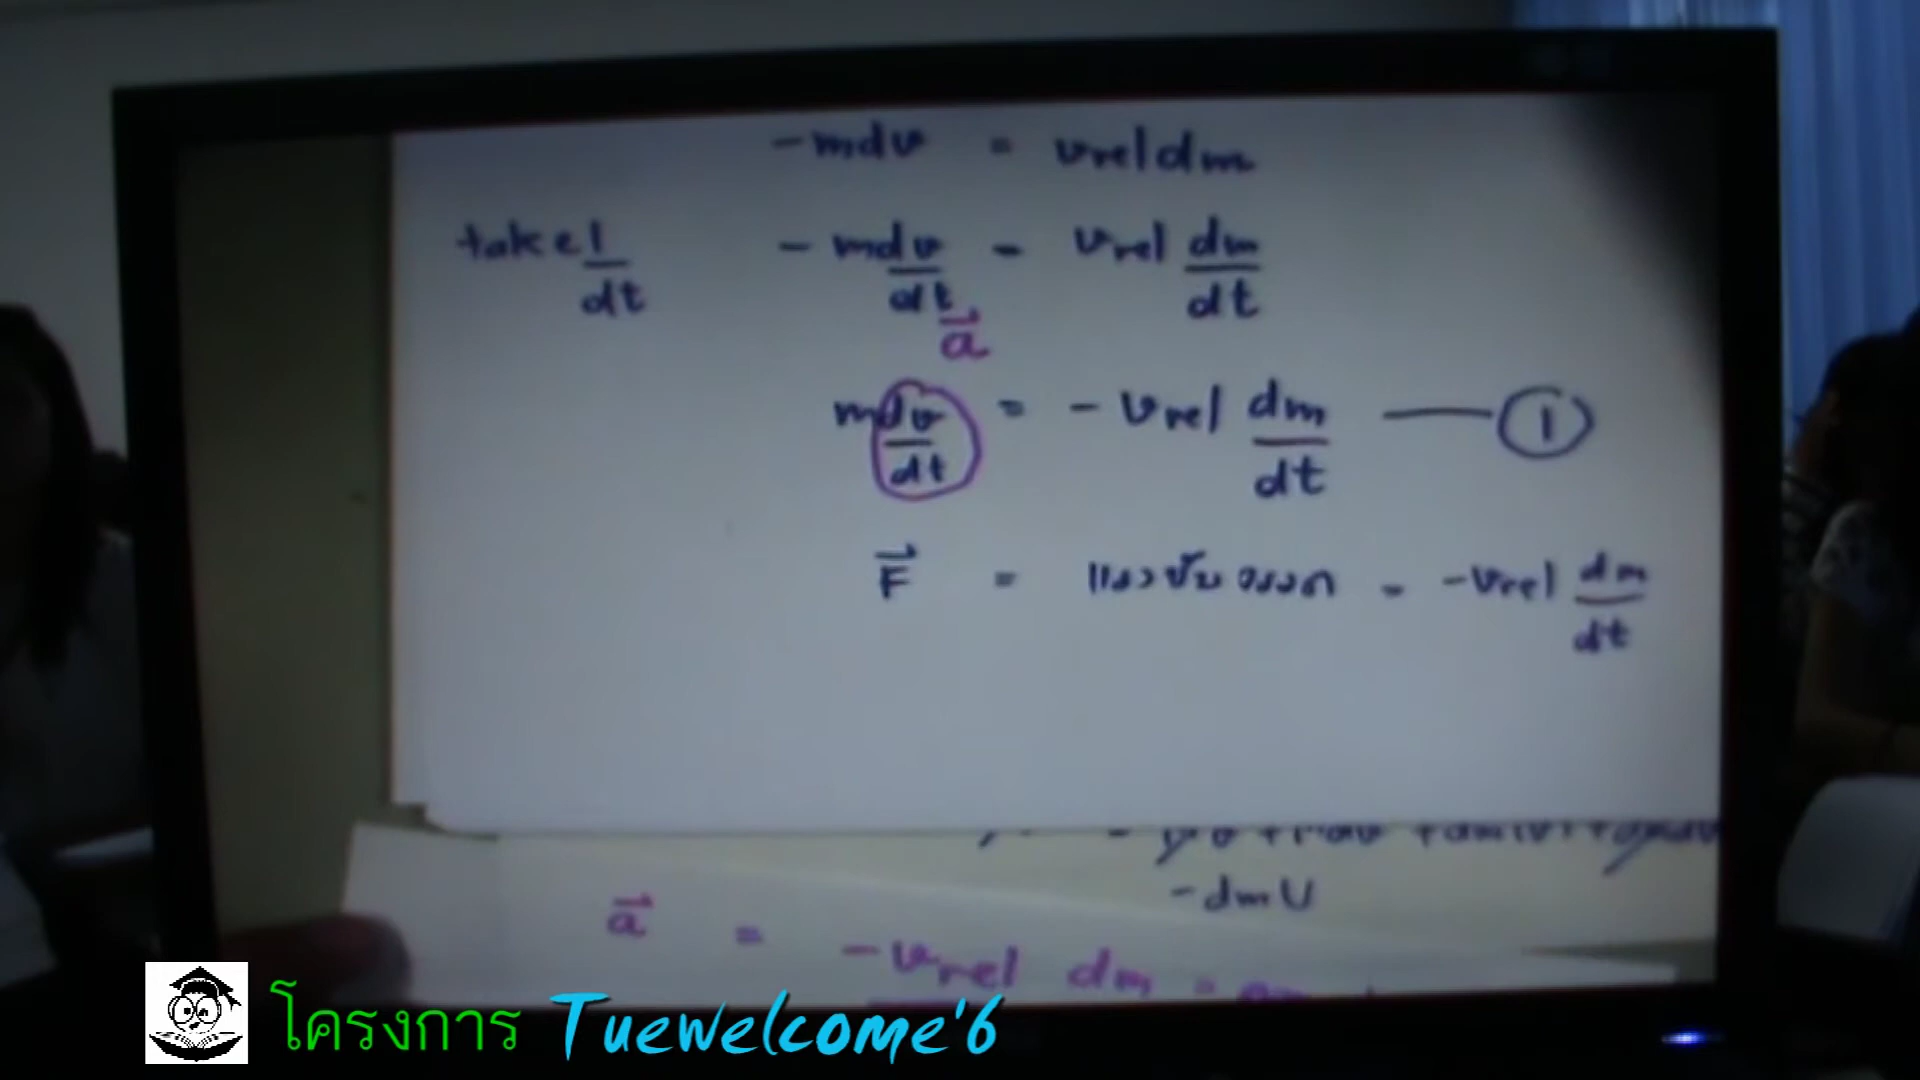 -mdv = vrel dm
take 1/dt - mdv/dt = vrel dm/dt
a
mdv/dt = - vrel dm/dt — 1
F = แรงขับจรวด = -vrel dm/dt
-dmU
a = -vrel dm =
โครงการ Tuewelcome'6